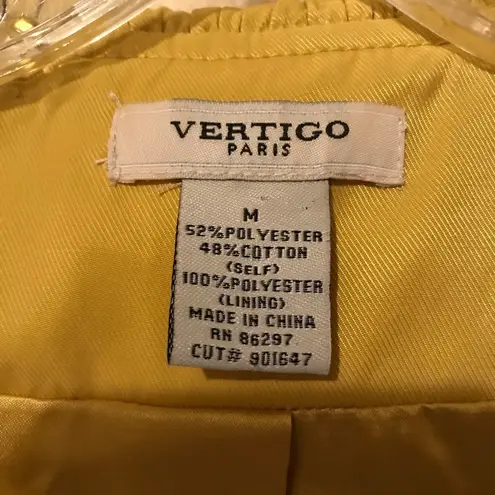 VERTIGO
PARIS
M
52%POLYESTER
48%COTTON
(SELF)
100%POLYESTER
(LINING)
MADE IN CHINA
RN 86297
CUT# 901647